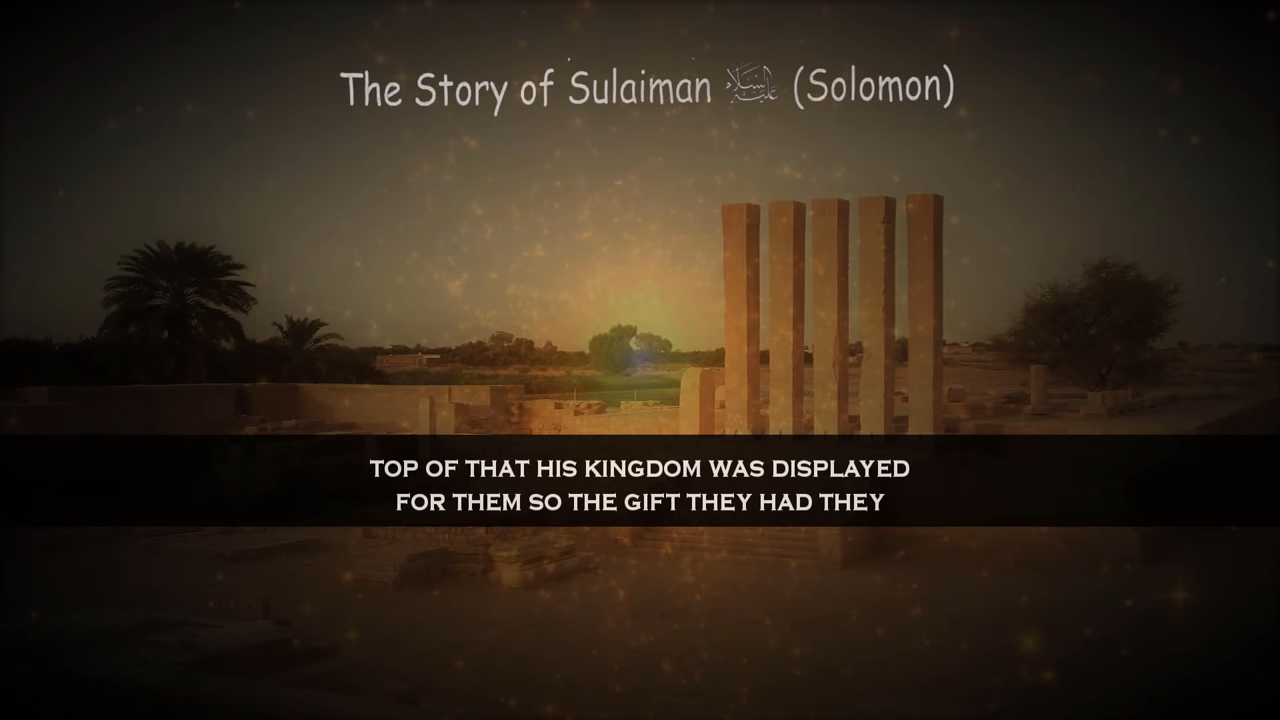 The Story of Sulaiman عليه السلام (Solomon)
TOP OF THAT HIS KINGDOM WAS DISPLAYED
FOR THEM SO THE GIFT THEY HAD THEY